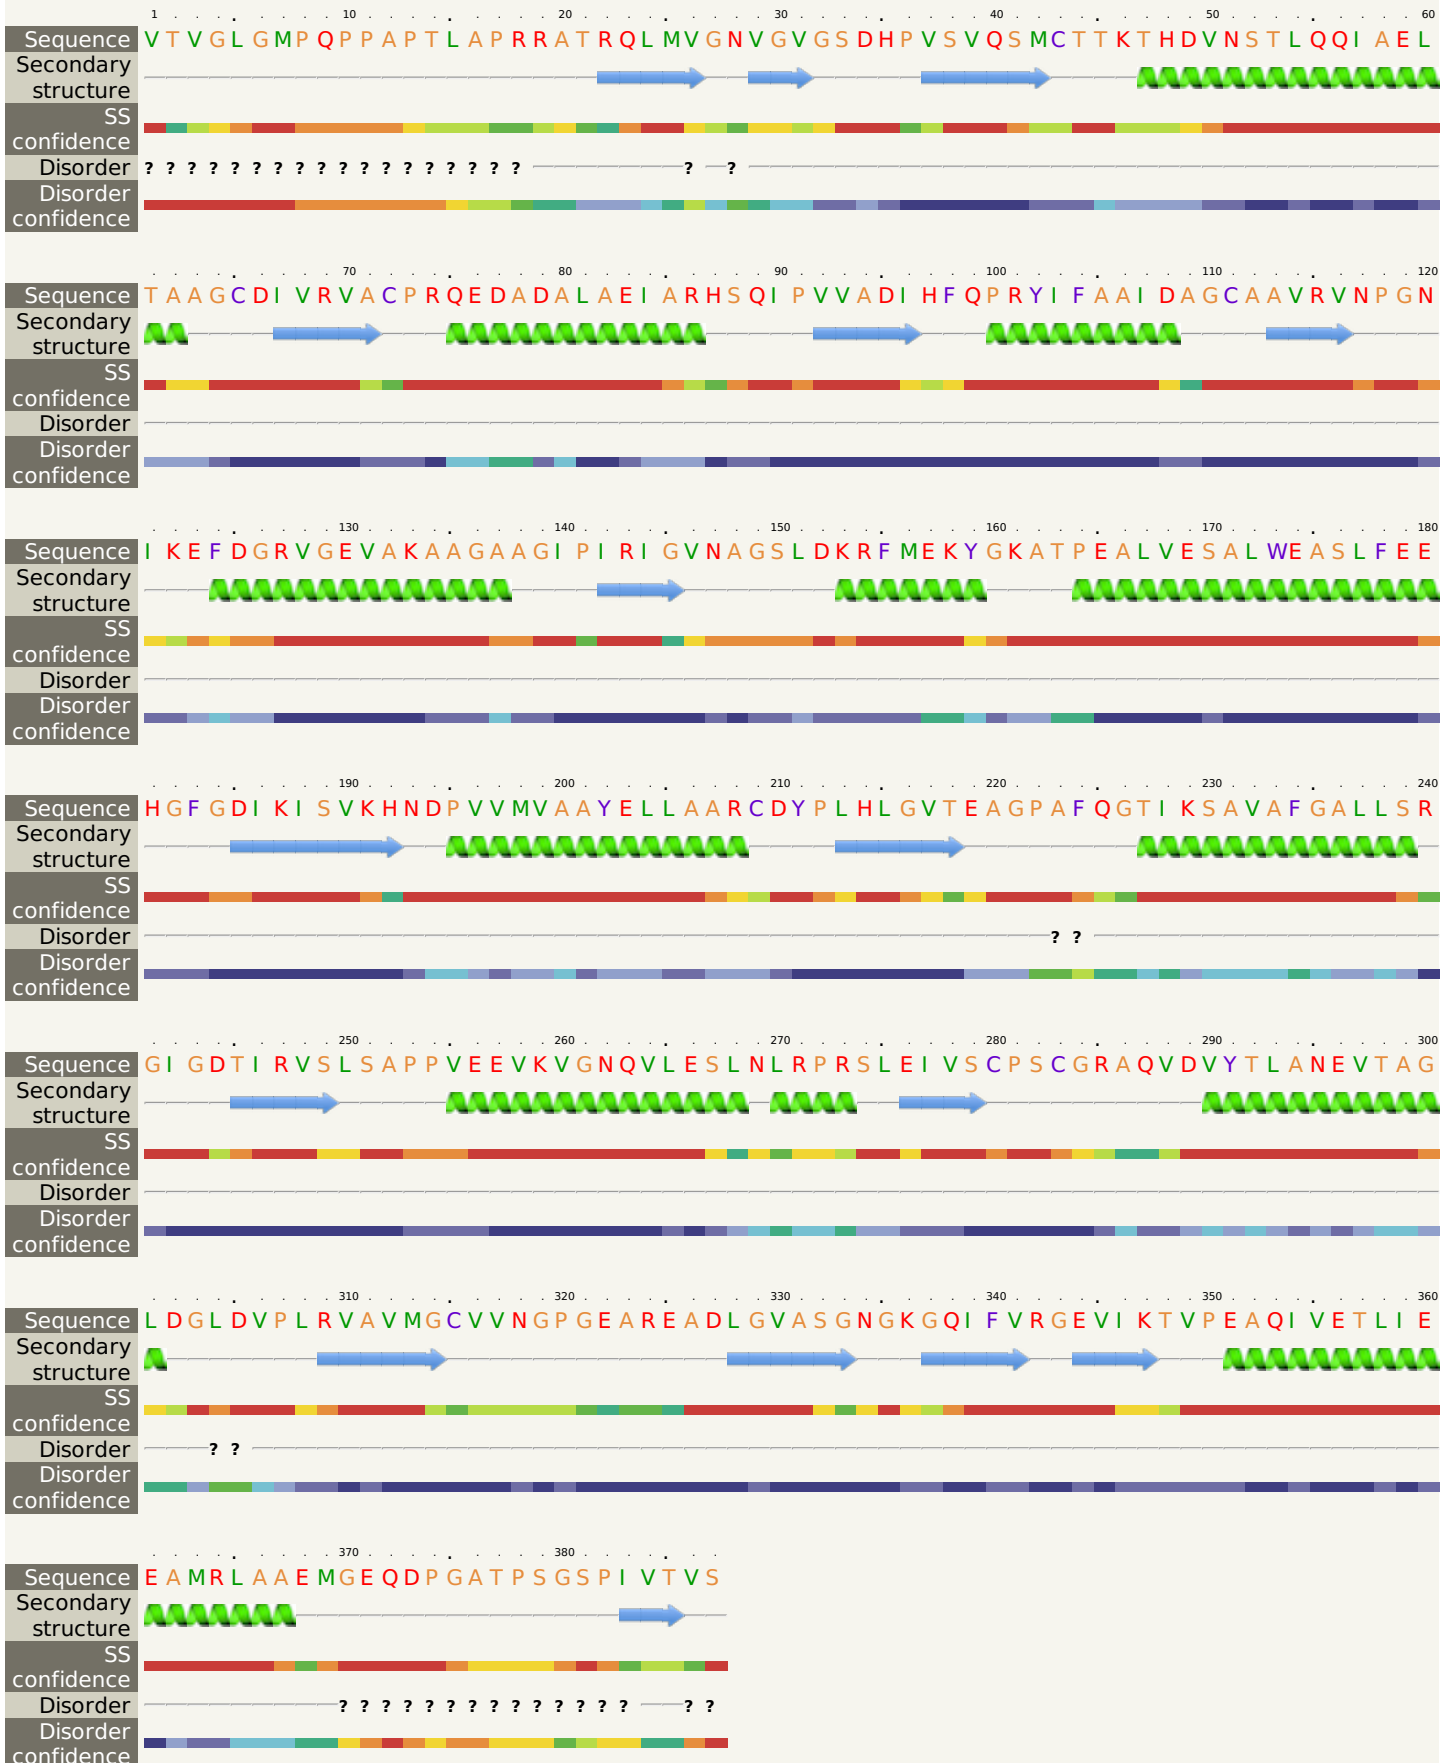 1 10 20 30 40 50 60
Sequence VTVGLGMPQPPAPTLAPRRATRQLMVGNVGVGSDHPVSVQSMCTTKTHDVNSTLQQIAEL
Secondary
structure
SS
confidence
Disorder ? ? ? ? ? ? ? ? ? ? ? ? ? ? ? ? ? ? ? ?
Disorder
confidence
70 80 90 100 110 120
Sequence TAAGCDIVRVACPRQEDADALAEIARHSQIPVVADIHFQPRYIFAAIDAGCAAVRVNPGN
Secondary
structure
SS
confidence
Disorder
Disorder
confidence
130 140 150 160 170 180
Sequence IKEFDGRVGEVAKAAGAAGIPIRIGVNAGSLDKRFMEKYGKATPEALVESALWEASLFEE
Secondary
structure
SS
confidence
Disorder
Disorder
confidence
190 200 210 220 230 240
Sequence HGFGDIKISVKHNDPVVMVAAYELLAARCDYPLHLGVTEAGPAFQGTIKSAVAFGALLSR
Secondary
structure
SS
confidence
Disorder ? ?
Disorder
confidence
250 260 270 280 290 300
Sequence GIGDTIRVSLSAPPVEEVKVGNQVLESLNLRPRSLEIVSCPSCGRAQVDVYTLANEVTAG
Secondary
structure
SS
confidence
Disorder
Disorder
confidence
310 320 330 340 350 360
Sequence LDGLDVPLRVAVMGCVVNGPGEAREADLGVASGNGKGQIFVRGEVIKTVPEAQIVETLIE
Secondary
structure
SS
confidence
Disorder ? ?
Disorder
confidence
370 380
Sequence EAMRLAAEMGEQDPGATPSGSPIVTVS
Secondary
structure
SS
confidence
Disorder ? ? ? ? ? ? ? ? ? ? ? ? ? ? ? ?
Disorder
confidence